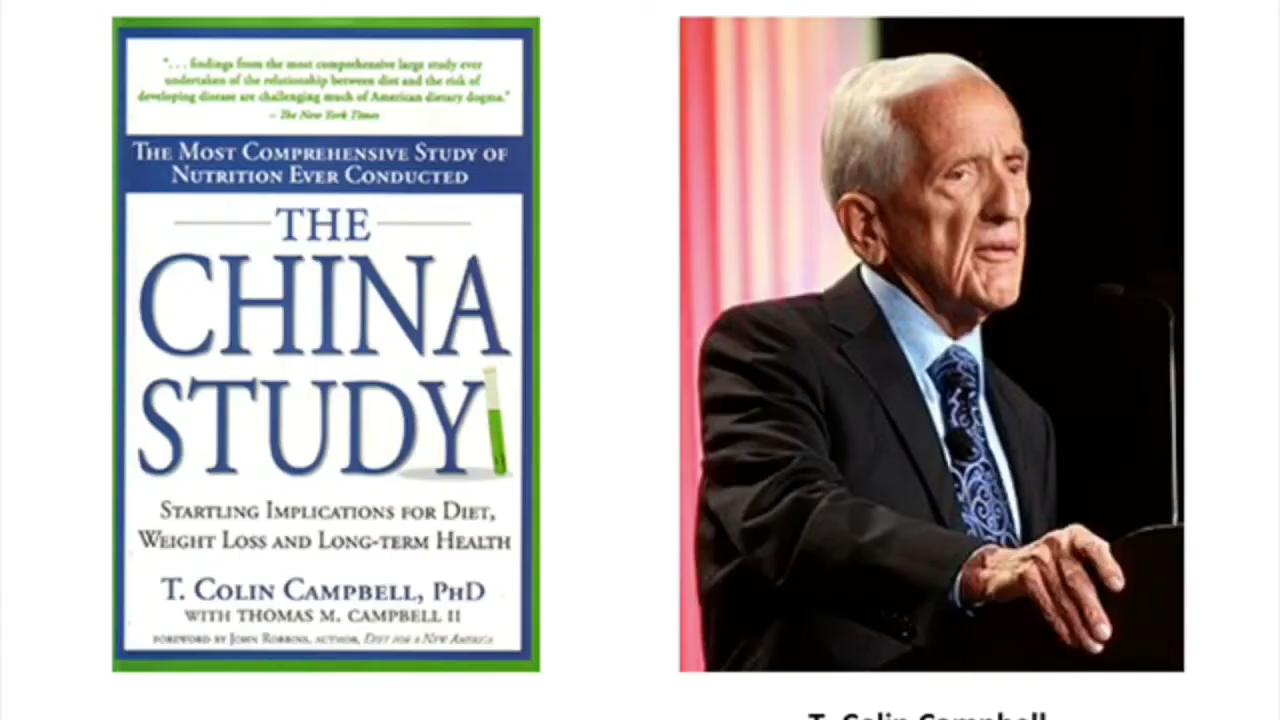 ". . . findings from the most comprehensive large study ever
undertaken of the relationship between diet and the risk of
developing disease are challenging much of American dietary dogma."
– The New York Times
THE MOST COMPREHENSIVE STUDY OF
NUTRITION EVER CONDUCTED
THE
CHINA
STUDY
STARTLING IMPLICATIONS FOR DIET,
WEIGHT LOSS AND LONG-TERM HEALTH
T. COLIN CAMPBELL, PHD
WITH THOMAS M. CAMPBELL II
FOREWORD BY JOHN ROBBINS, AUTHOR, DIET FOR A NEW AMERICA
T. Colin Campbell